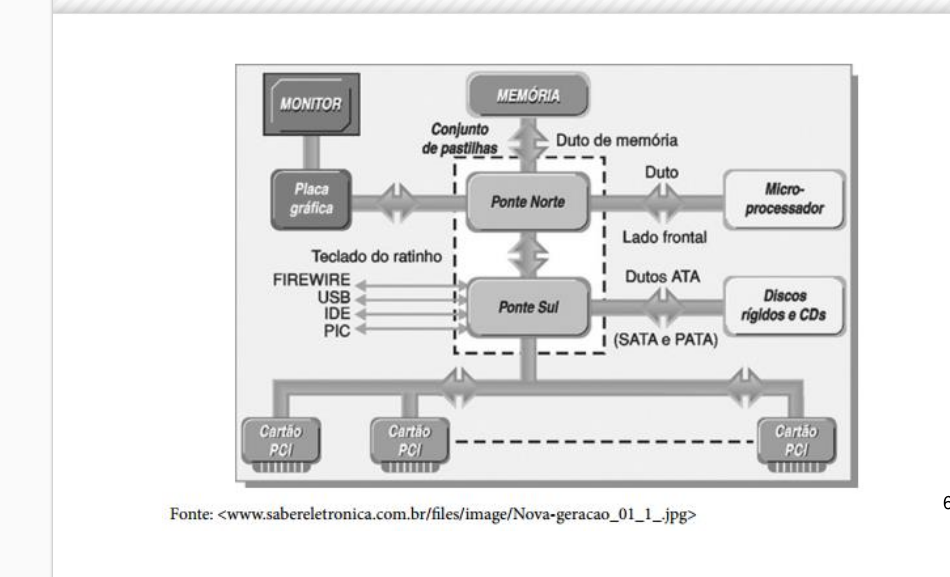 MONITOR
MEMÓRIA
Conjunto
de pastilhas
Duto de memória
Placa
gráfica
Ponte Norte
Duto
Lado frontal
Micro-
processador
Teclado do ratinho
FIREWIRE
USB
IDE
PIC
Ponte Sul
Dutos ATA
(SATA e PATA)
Discos
rígidos e CDs
Cartão
PCI
Cartão
PCI
Cartão
PCI
Fonte: <www.sabereletronica.com.br/files/image/Nova-geracao_01_1_.jpg>
6